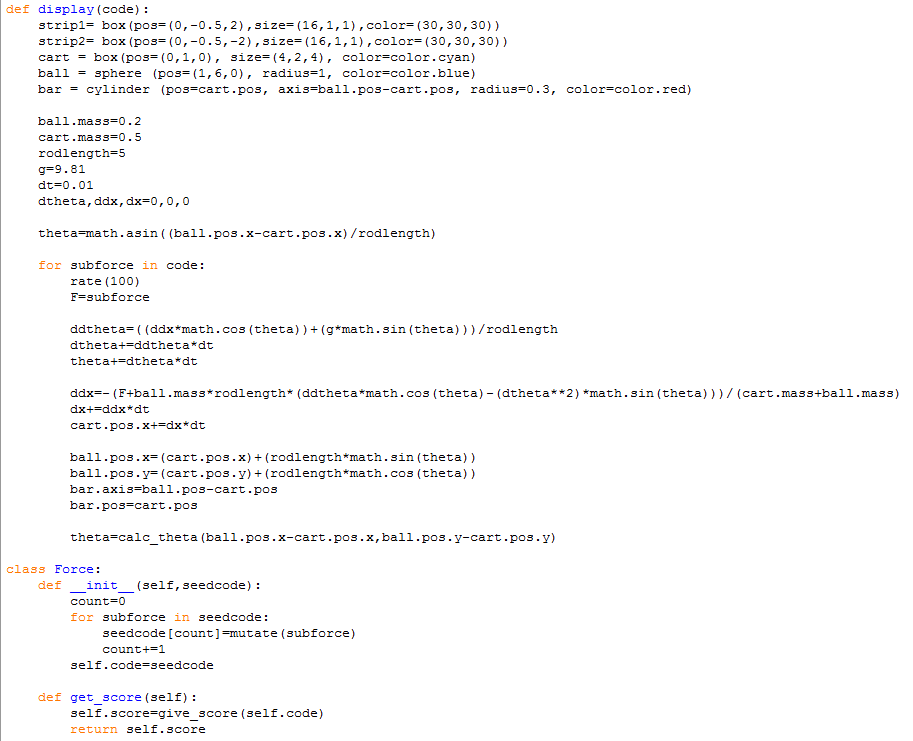 def display(code):
    strip1= box(pos=(0,-0.5,2),size=(16,1,1),color=(30,30,30))
    strip2= box(pos=(0,-0.5,-2),size=(16,1,1),color=(30,30,30))
    cart = box(pos=(0,1,0), size=(4,2,4), color=color.cyan)
    ball = sphere (pos=(1,6,0), radius=1, color=color.blue)
    bar = cylinder (pos=cart.pos, axis=ball.pos-cart.pos, radius=0.3, color=color.red)

    ball.mass=0.2
    cart.mass=0.5
    rodlength=5
    g=9.81
    dt=0.01
    dtheta,ddx,dx=0,0,0

    theta=math.asin((ball.pos.x-cart.pos.x)/rodlength)

    for subforce in code:
        rate(100)
        F=subforce

        ddtheta=((ddx*math.cos(theta))+(g*math.sin(theta)))/rodlength
        dtheta+=ddtheta*dt
        theta+=dtheta*dt

        ddx=-(F+ball.mass*rodlength*(ddtheta*math.cos(theta)-(dtheta**2)*math.sin(theta)))/(cart.mass+ball.mass)
        dx+=ddx*dt
        cart.pos.x+=dx*dt

        ball.pos.x=(cart.pos.x)+(rodlength*math.sin(theta))
        ball.pos.y=(cart.pos.y)+(rodlength*math.cos(theta))
        bar.axis=ball.pos-cart.pos
        bar.pos=cart.pos

        theta=calc_theta(ball.pos.x-cart.pos.x,ball.pos.y-cart.pos.y)

class Force:
    def __init__(self,seedcode):
        count=0
        for subforce in seedcode:
            seedcode[count]=mutate(subforce)
            count+=1
        self.code=seedcode

    def get_score(self):
        self.score=give_score(self.code)
        return self.score